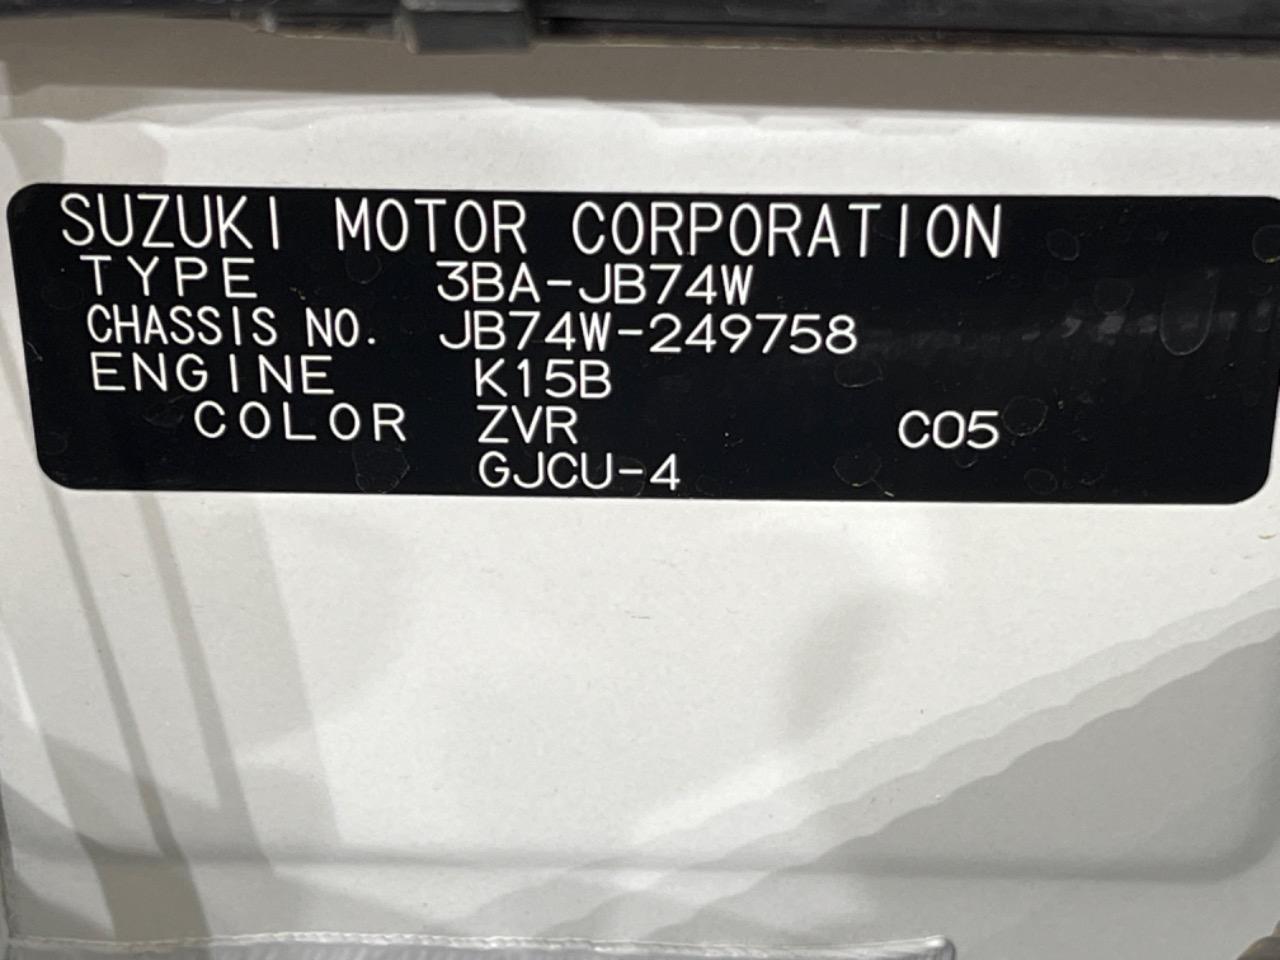 SUZUKI MOTOR CORPORATION
TYPE 3BA-JB74W
CHASSIS NO. JB74W-249758
ENGINE K15B
COLOR ZVR C05
GJCU-4